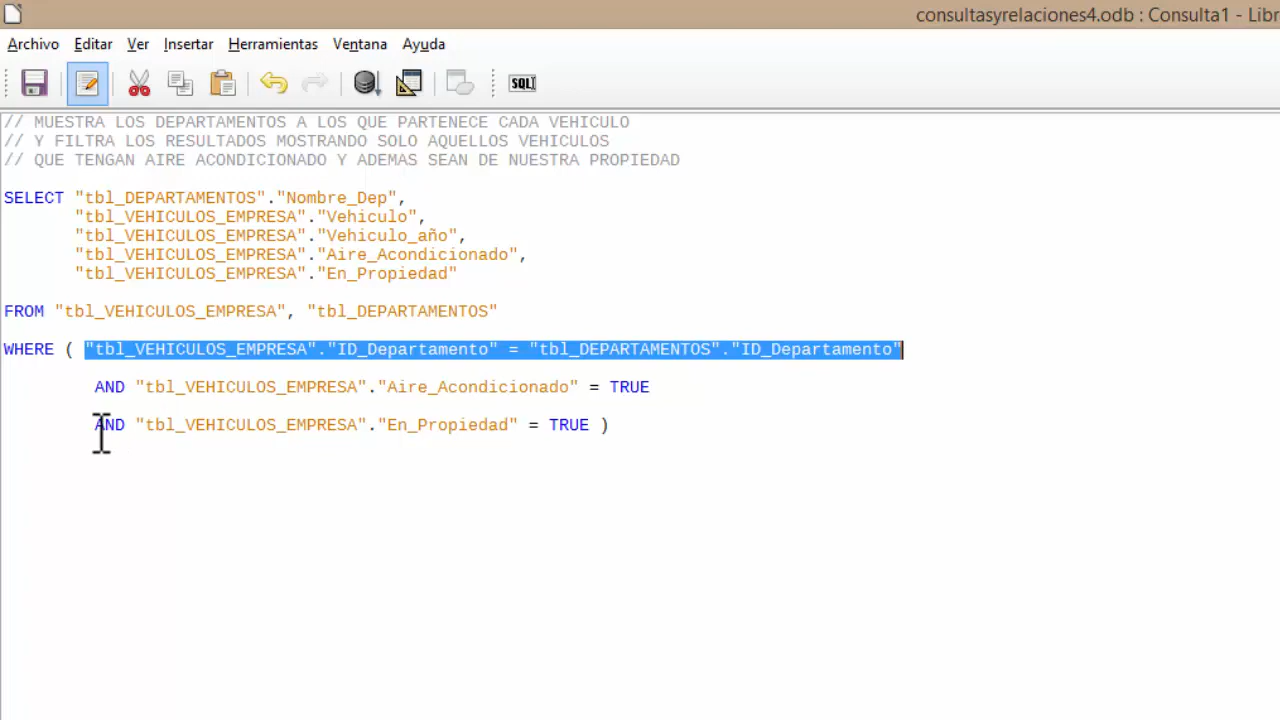 consultasyrelaciones4.odb : Consulta1 - Libr
Archivo Editar Ver Insertar Herramientas Ventana Ayuda
SQL
// MUESTRA LOS DEPARTAMENTOS A LOS QUE PARTENECE CADA VEHICULO
// Y FILTRA LOS RESULTADOS MOSTRANDO SOLO AQUELLOS VEHICULOS
// QUE TENGAN AIRE ACONDICIONADO Y ADEMAS SEAN DE NUESTRA PROPIEDAD
SELECT "tbl_DEPARTAMENTOS"."Nombre_Dep",
"tbl_VEHICULOS_EMPRESA"."Vehiculo",
"tbl_VEHICULOS_EMPRESA"."Vehiculo_año",
"tbl_VEHICULOS_EMPRESA"."Aire_Acondicionado",
"tbl_VEHICULOS_EMPRESA"."En_Propiedad"
FROM "tbl_VEHICULOS_EMPRESA", "tbl_DEPARTAMENTOS"
WHERE ( "tbl_VEHICULOS_EMPRESA"."ID_Departamento" = "tbl_DEPARTAMENTOS"."ID_Departamento"
AND "tbl_VEHICULOS_EMPRESA"."Aire_Acondicionado" = TRUE
AND "tbl_VEHICULOS_EMPRESA"."En_Propiedad" = TRUE )